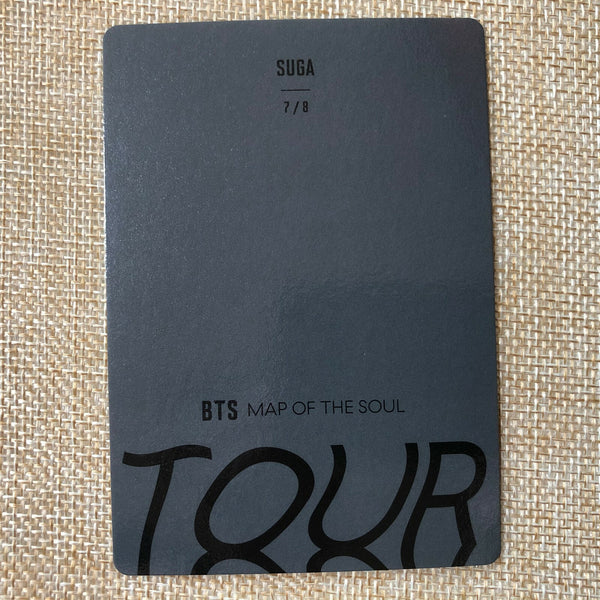 SUGA
7/8
BTS MAP OF THE SOUL
TOUR